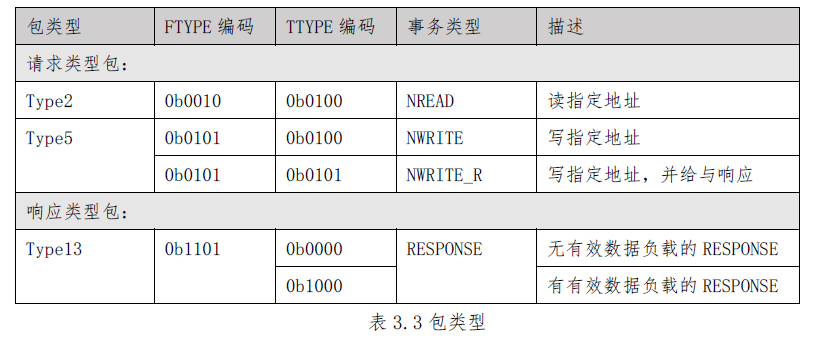 包类型 FTYPE 编码 TTYPE 编码 事务类型 描述
请求类型包：
Type2 0b0010 0b0100 NREAD 读指定地址
Type5 0b0101 0b0100 NWRITE 写指定地址
0b0101 0b0101 NWRITE_R 写指定地址，并给与响应
响应类型包：
Type13 0b1101 0b0000 RESPONSE 无有效数据负载的 RESPONSE
0b1000 有有效数据负载的 RESPONSE
表 3.3 包类型